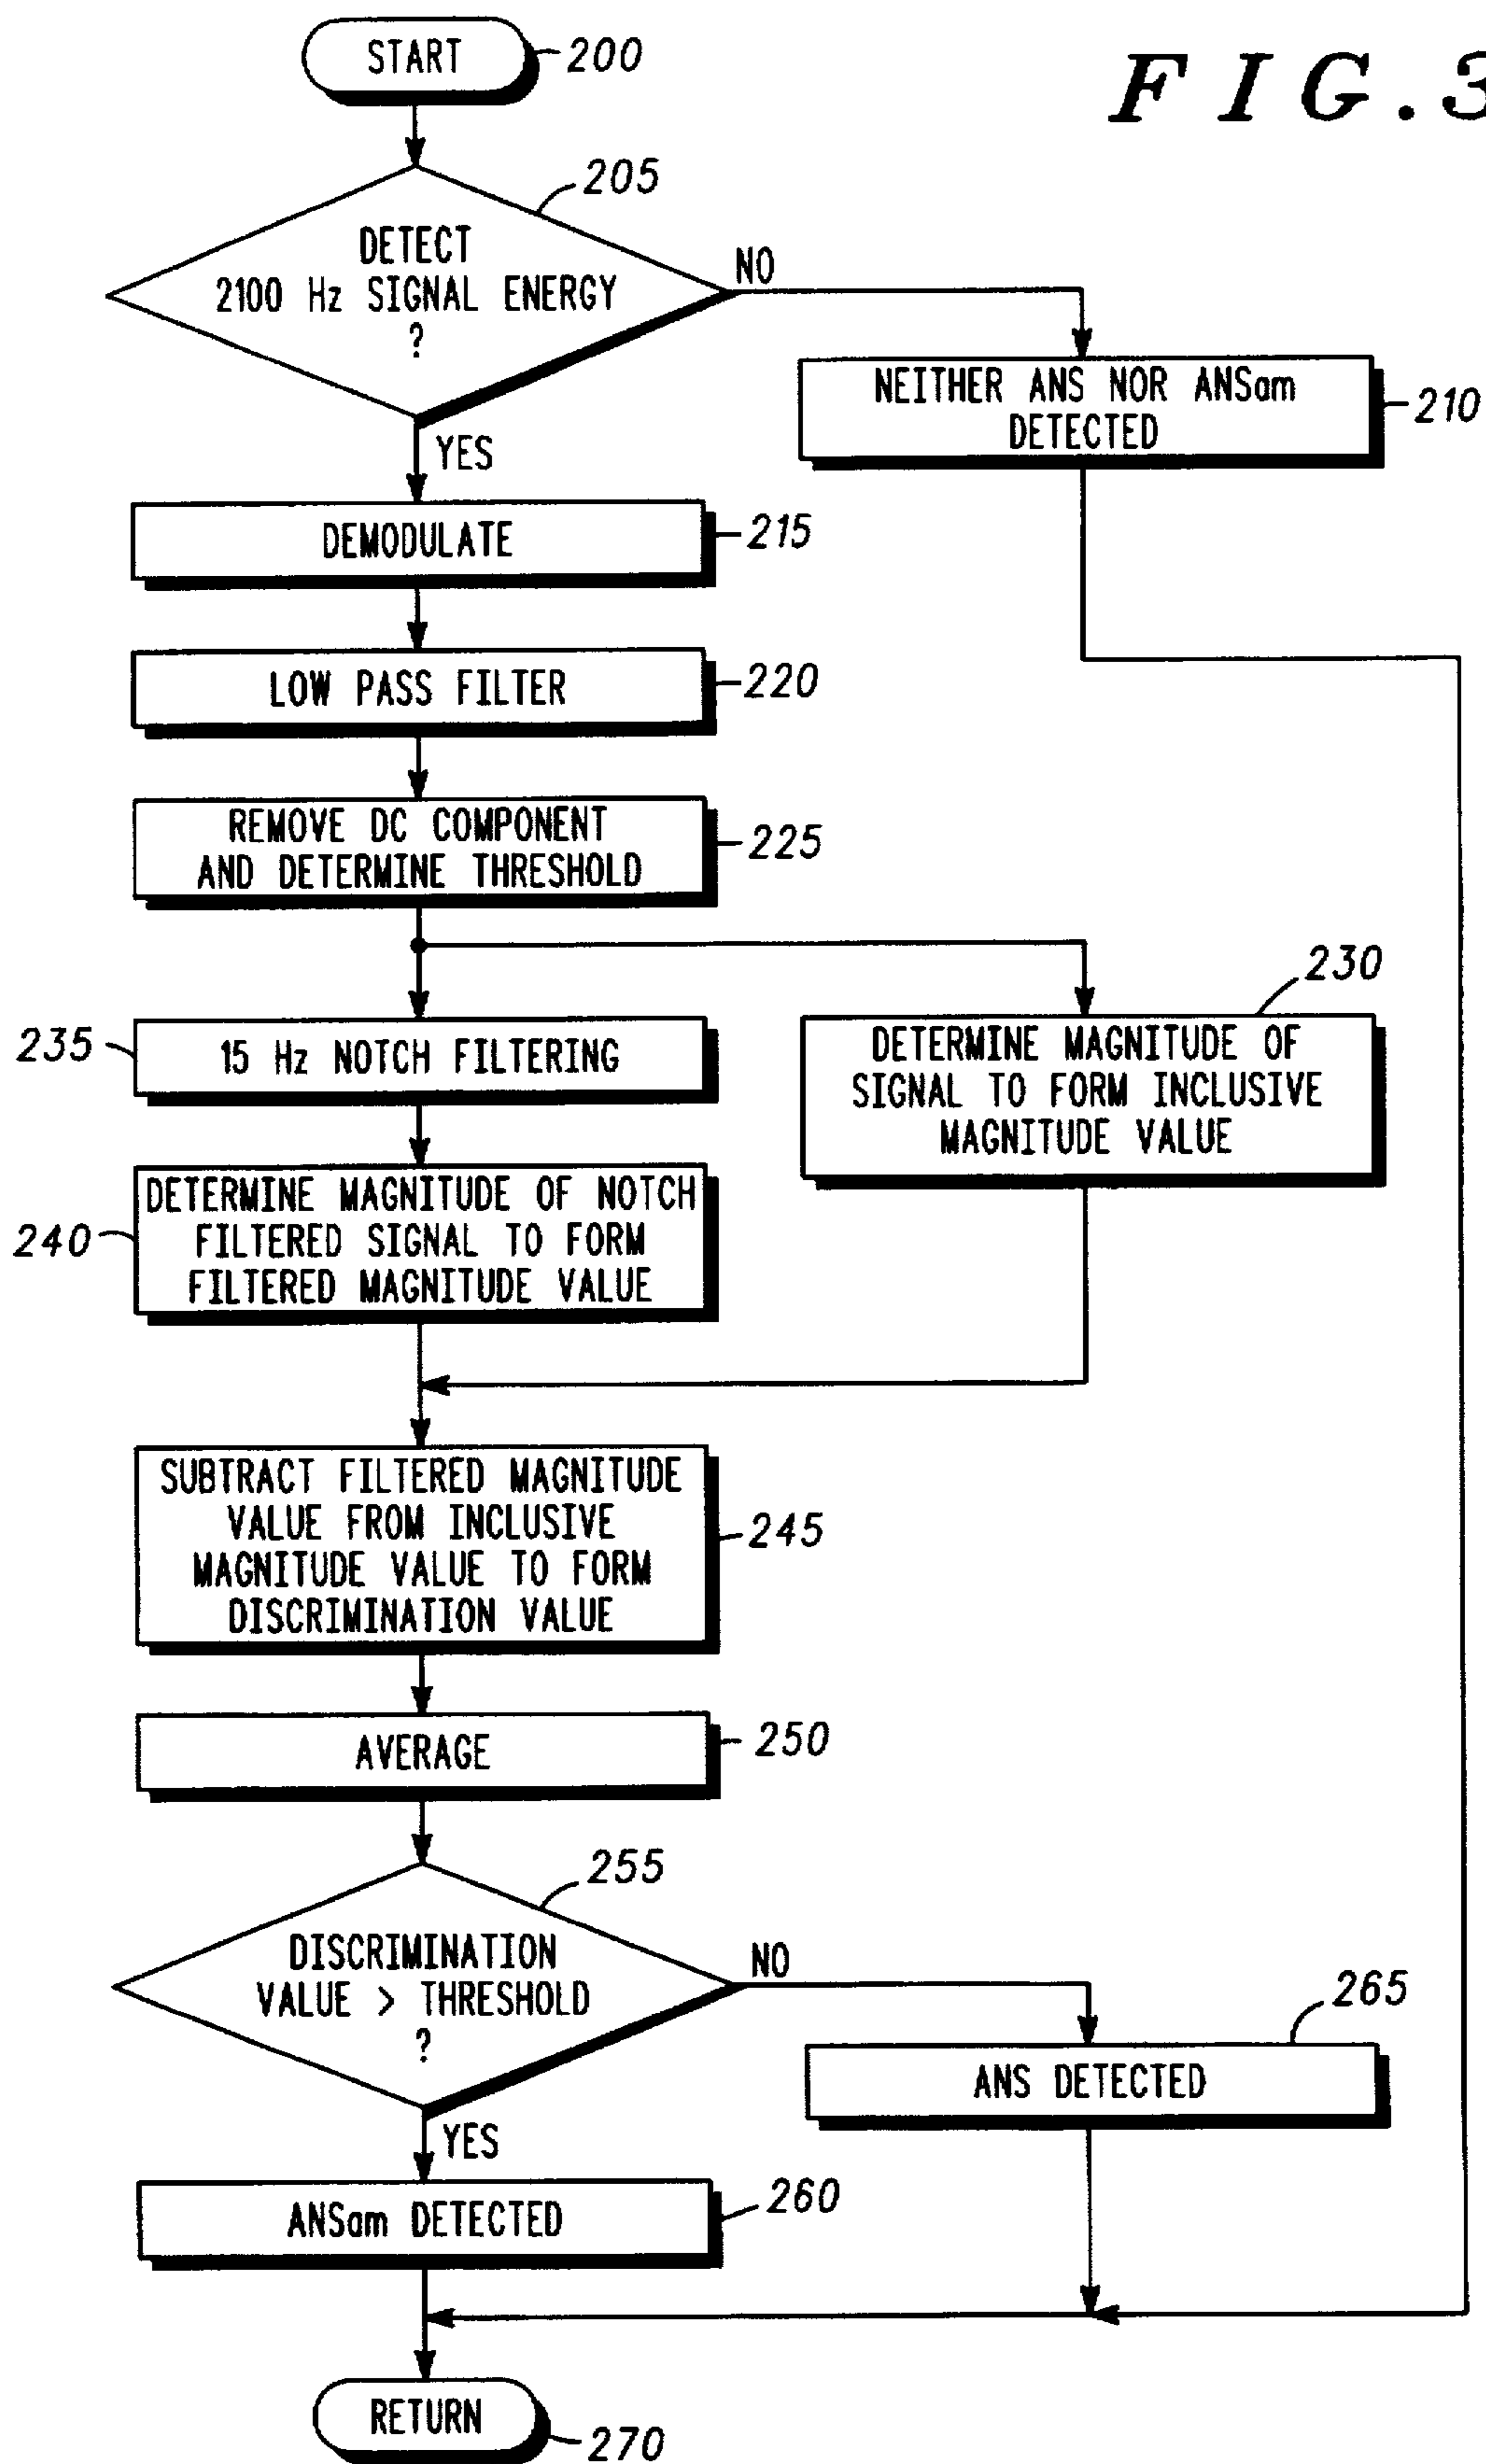 START
200
FIG.3
205
DETECT
2100 Hz SIGNAL ENERGY
?
NO
YES
NEITHER ANS NOR ANSam
DETECTED
210
DEMODULATE
215
LOW PASS FILTER
220
REMOVE DC COMPONENT
AND DETERMINE THRESHOLD
225
230
235
15 Hz NOTCH FILTERING
DETERMINE MAGNITUDE OF
SIGNAL TO FORM INCLUSIVE
MAGNITUDE VALUE
240
DETERMINE MAGNITUDE OF NOTCH
FILTERED SIGNAL TO FORM
FILTERED MAGNITUDE VALUE
SUBTRACT FILTERED MAGNITUDE
VALUE FROM INCLUSIVE
MAGNITUDE VALUE TO FORM
DISCRIMINATION VALUE
245
AVERAGE
250
255
DISCRIMINATION
VALUE > THRESHOLD
?
NO
YES
265
ANS DETECTED
ANSam DETECTED
260
RETURN
270